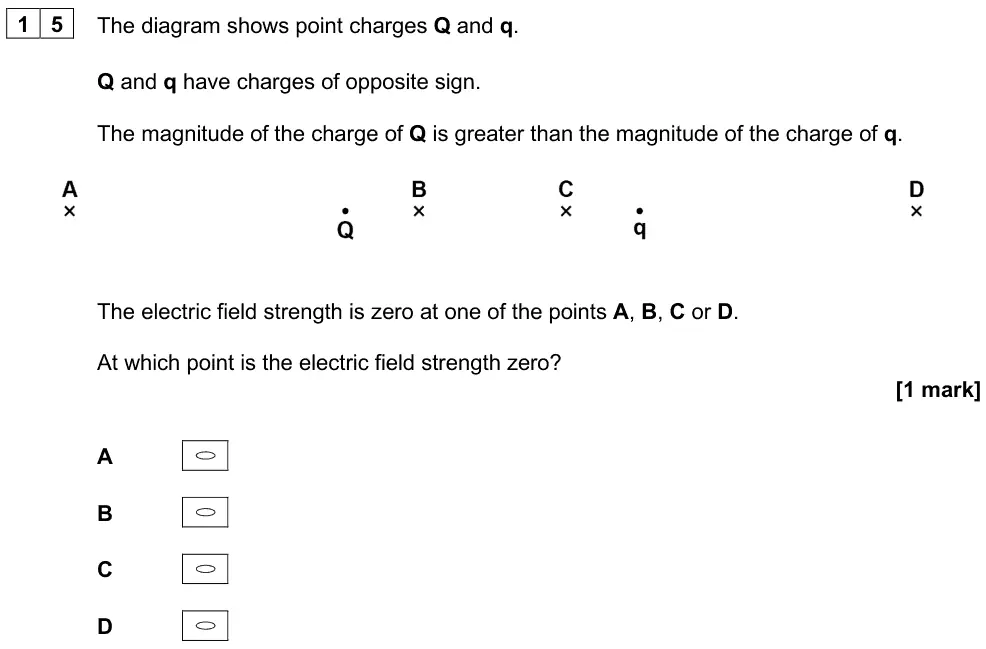 1 5 The diagram shows point charges Q and q.
Q and q have charges of opposite sign.
The magnitude of the charge of Q is greater than the magnitude of the charge of q.
A B C D
Q q
The electric field strength is zero at one of the points A, B, C or D.
At which point is the electric field strength zero?
[1 mark]
A
B
C
D